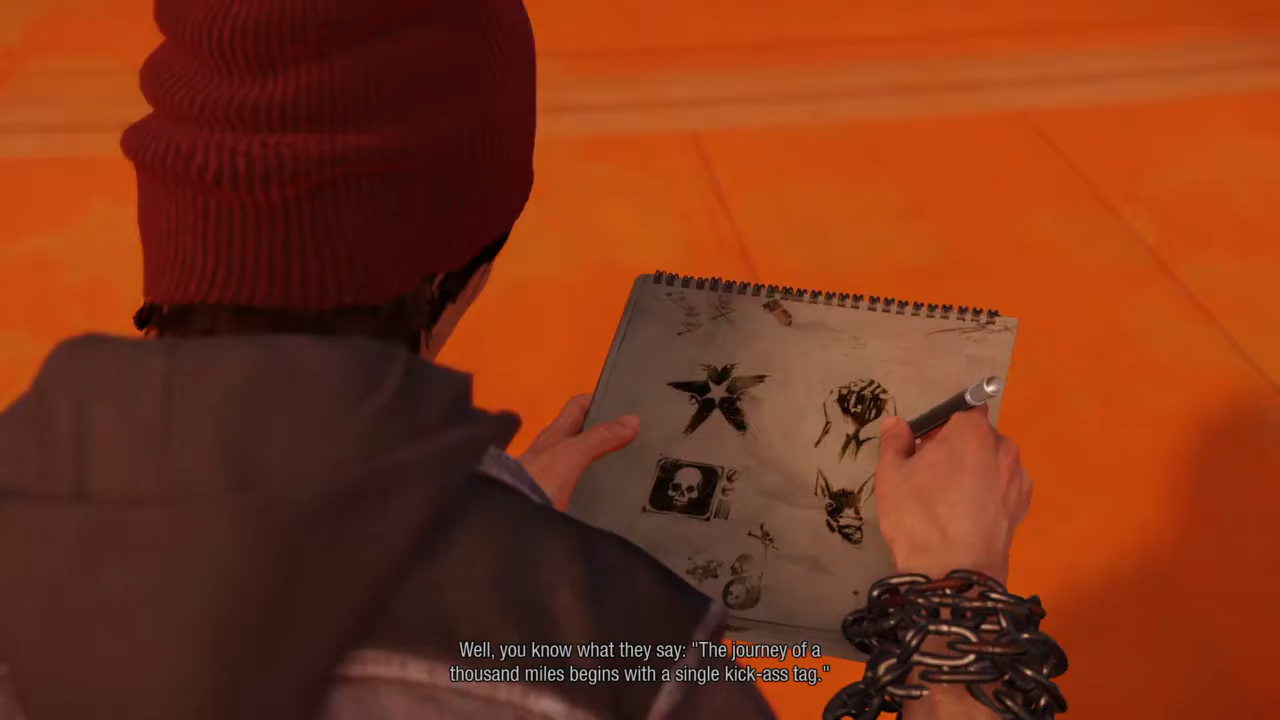 Well, you know what they say: "The journey of a
thousand miles begins with a single kick-ass tag."